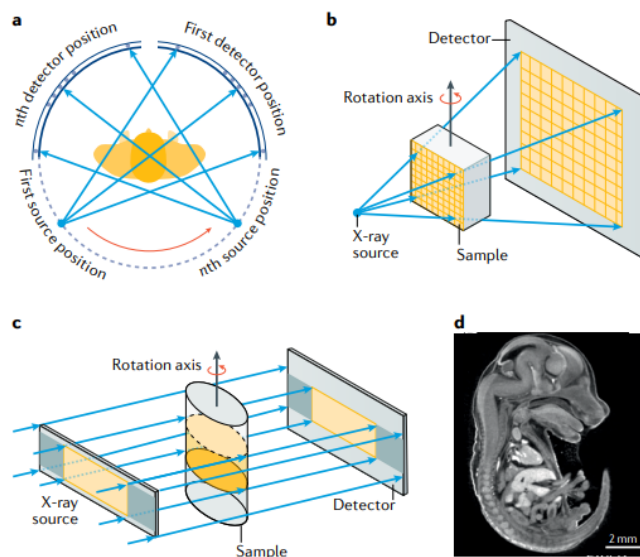 a
nth detector position
First detector position
First source position
nth source position
b
Detector
Rotation axis
X-ray
source
Sample
c
Rotation axis
X-ray
source
Sample
Detector
d
2 mm